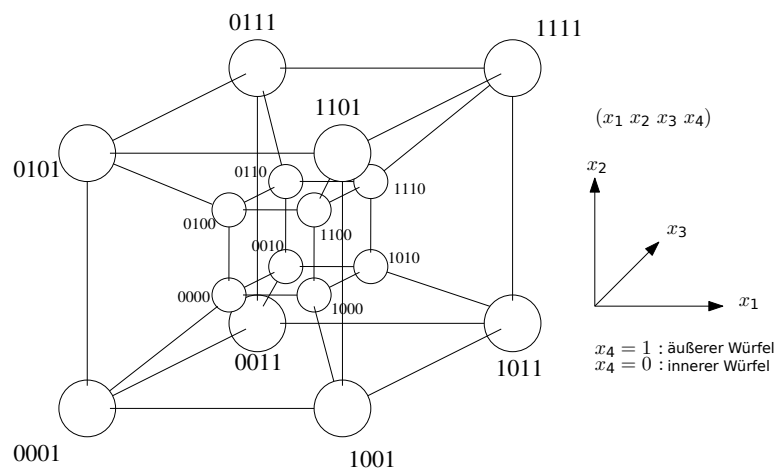 0111
1111
1101
(x₁ x₂ x₃ x₄)
0101
0110
1110
x₂
0100
1100
x₃
0010
1010
0000
1000
x₁
0011
1011
x₄ = 1 : äußerer Würfel
x₄ = 0 : innerer Würfel
0001
1001